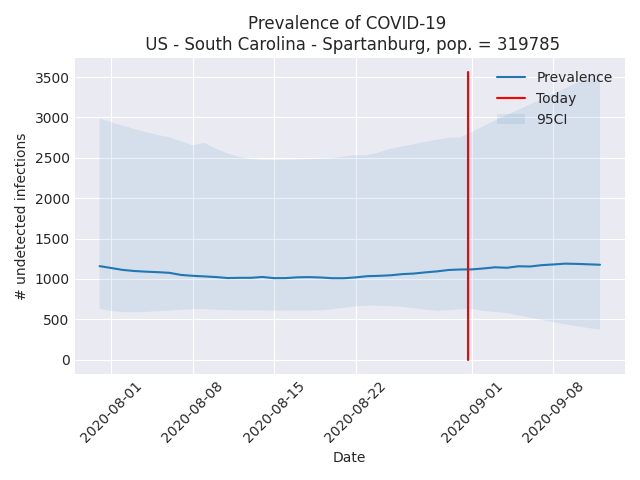 Prevalence of COVID-19
US - South Carolina - Spartanburg, pop. = 319785
3500
3000
2500
2000
1500
1000
500
0
# undetected infections
Prevalence
Today
95CI
2020-08-01
2020-08-08
2020-08-15
2020-08-22
2020-09-01
2020-09-08
Date